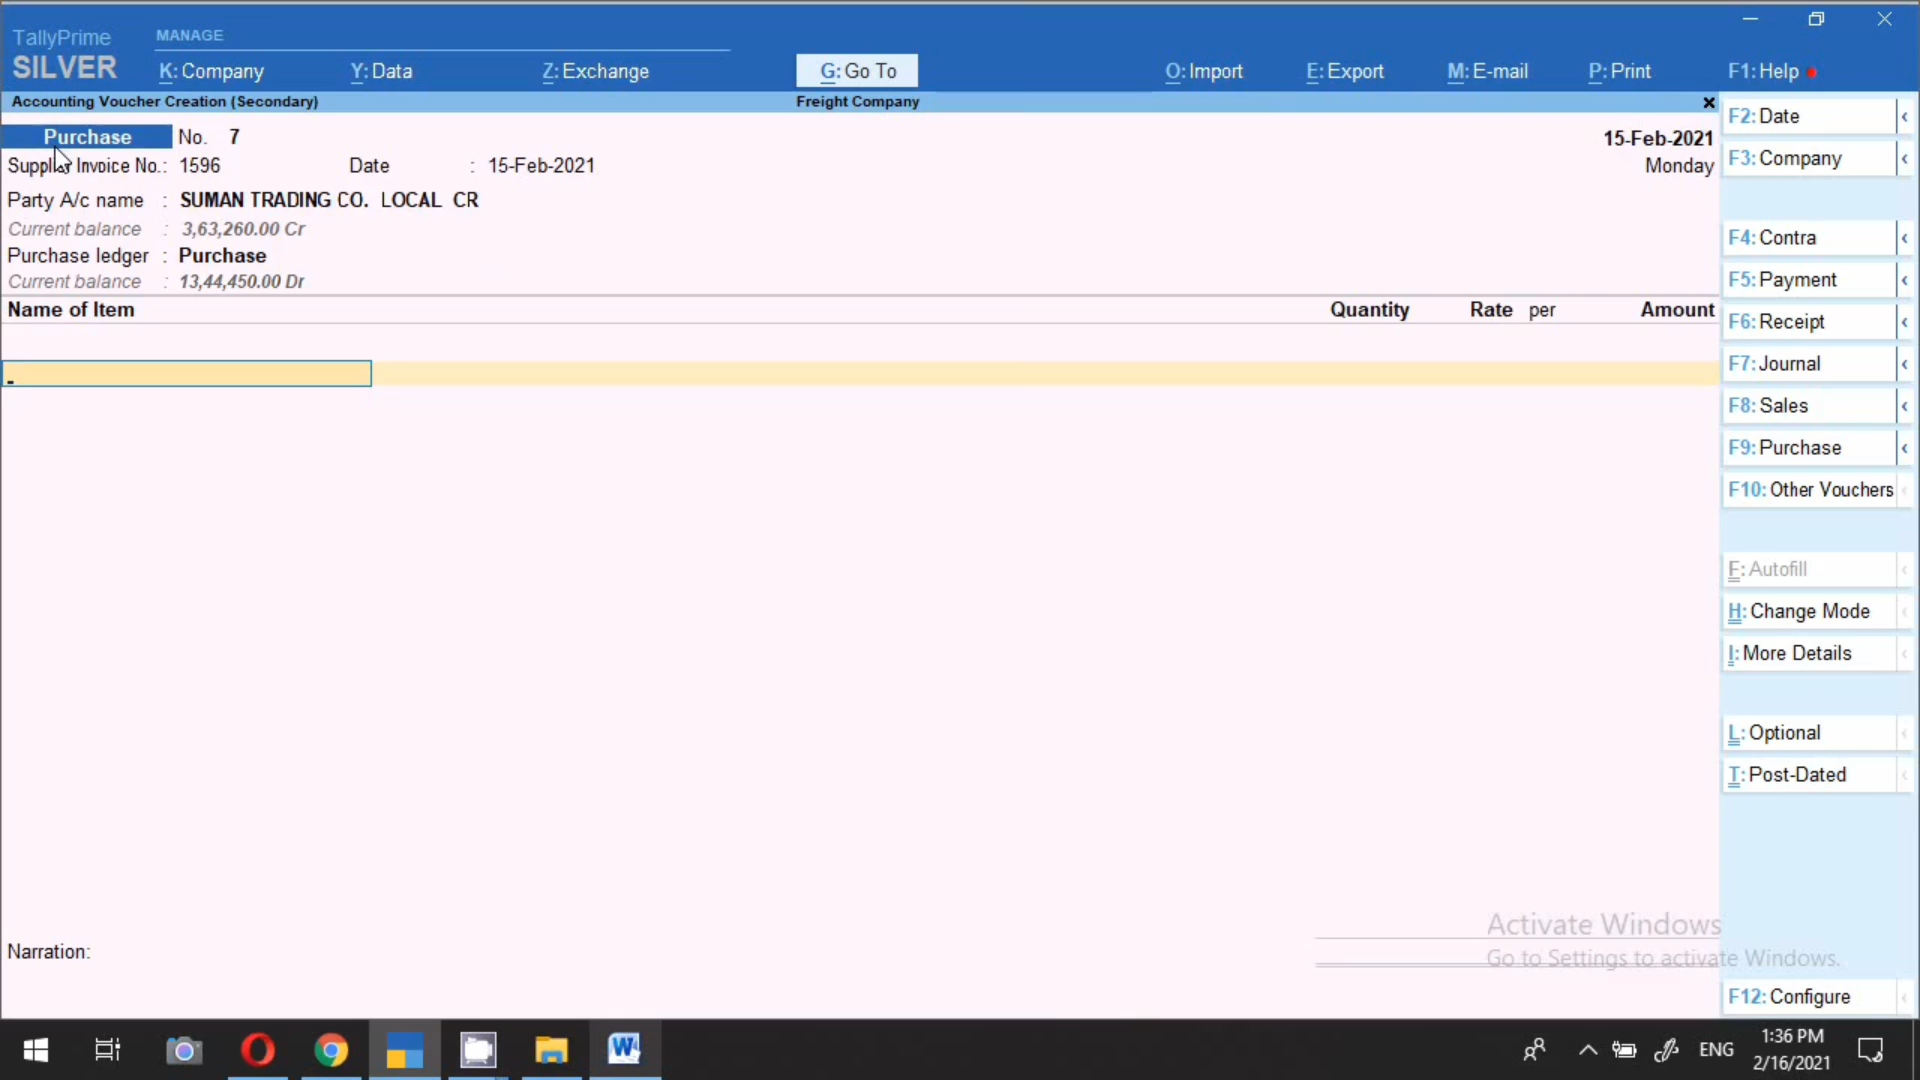 TallyPrime
SILVER
MANAGE
K: Company
Y: Data
Z: Exchange
G: Go To
O: Import
E: Export
M: E-mail
P: Print
F1: Help
Accounting Voucher Creation (Secondary)
Freight Company
Purchase No. 7
15-Feb-2021
Supplier Invoice No.: 1596 Date : 15-Feb-2021
Monday
Party A/c name : SUMAN TRADING CO. LOCAL CR
Current balance : 3,63,260.00 Cr
Purchase ledger : Purchase
Current balance : 13,44,450.00 Dr
Name of Item Quantity Rate per Amount
Narration:
F2: Date
F3: Company
F4: Contra
F5: Payment
F6: Receipt
F7: Journal
F8: Sales
F9: Purchase
F10: Other Vouchers
F: Autofill
H: Change Mode
I: More Details
L: Optional
T: Post-Dated
Activate Windows
Go to Settings to activate Windows.
F12: Configure
ENG
1:36 PM
2/16/2021